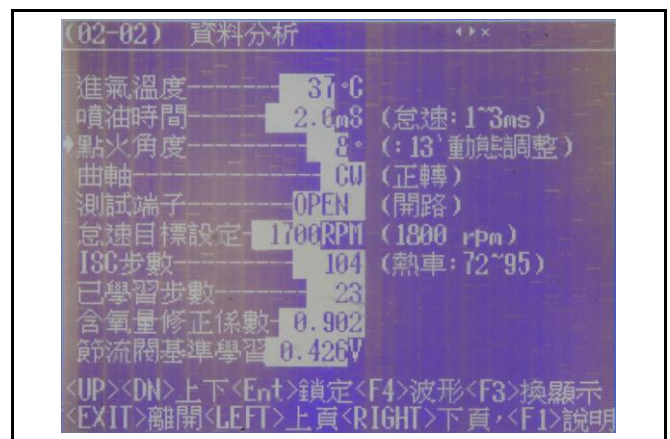 (02-02) 資料分析
進氣溫度------37°C
噴油時間------2.0mS (怠速:1~3ms)
點火角度------8° (:13'動態調整)
曲軸------CW (正轉)
測試端子------OPEN (開路)
怠速目標設定-1700RPM (1800 rpm)
ISC步數------104 (熱車:72~95)
已學習步數------23
含氧量修正係數-0.902
節流閥基準學習 0.426V
<UP><DN>上下<Ent>鎖定<F4>波形<F3>換顯示
<EXIT>離開<LEFT>上頁<RIGHT>下頁,<F1>說明